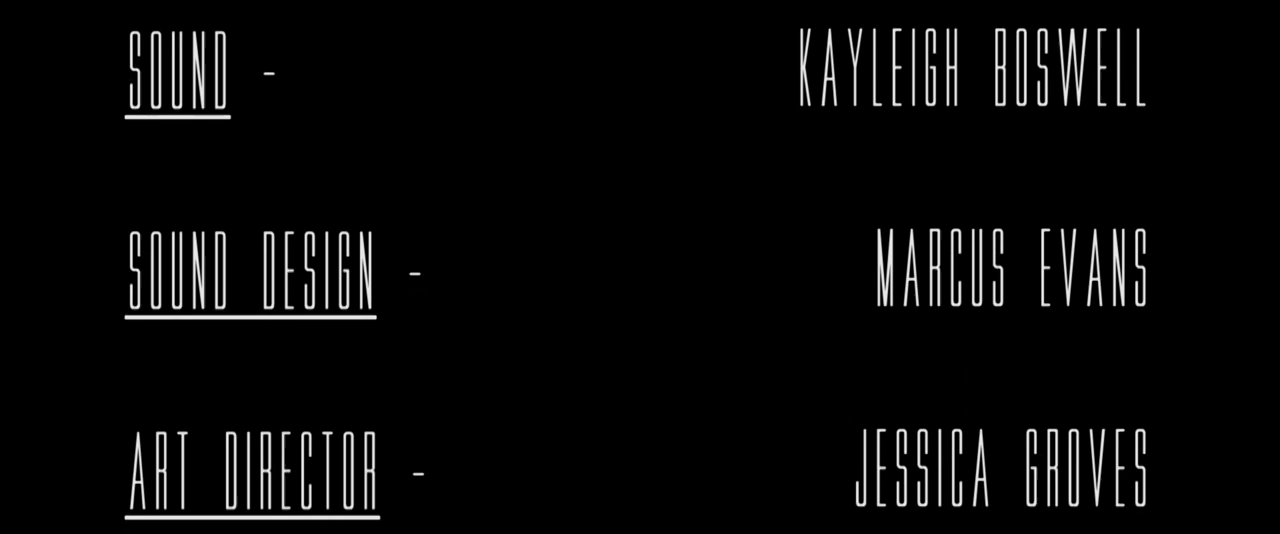 SOUND - KAYLEIGH BOSWELL
SOUND DESIGN - MARCUS EVANS
ART DIRECTOR - JESSICA GROVES